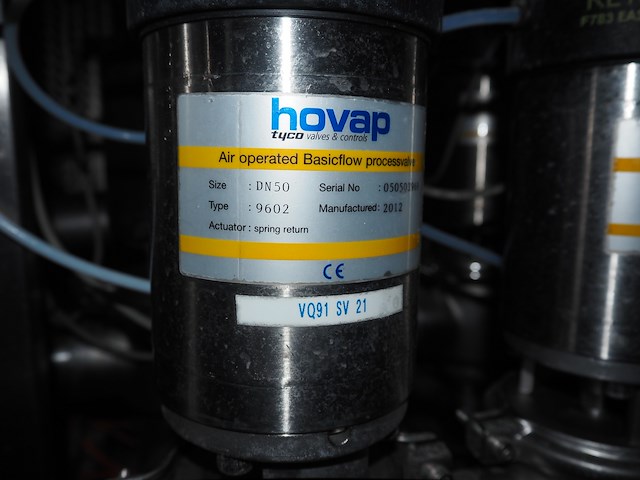 hovap
tyco valves & controls
Air operated Basicflow processvalve
Size : DN50 Serial No :
Type : 9602 Manufactured : 2012
Actuator : spring return
CE
VQ91 SV 21